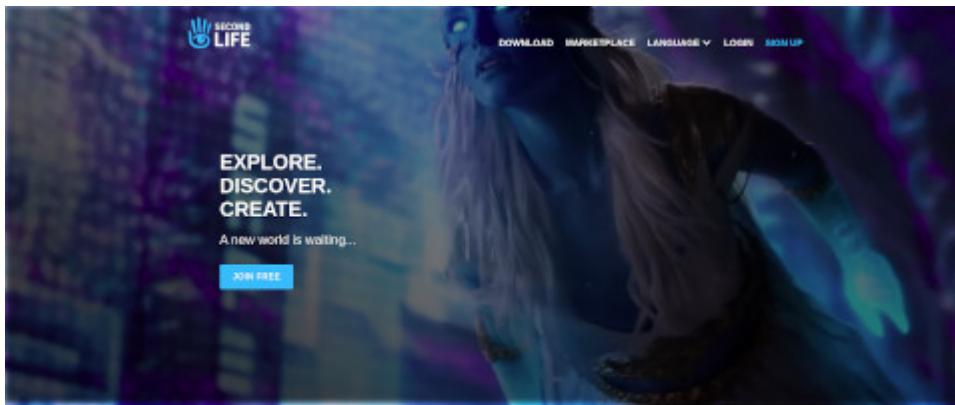 SECOND
LIFE
DOWNLOAD MARKETPLACE LANGUAGE LOGIN SIGN UP
EXPLORE.
DISCOVER.
CREATE.
A new world is waiting...
JOIN FREE